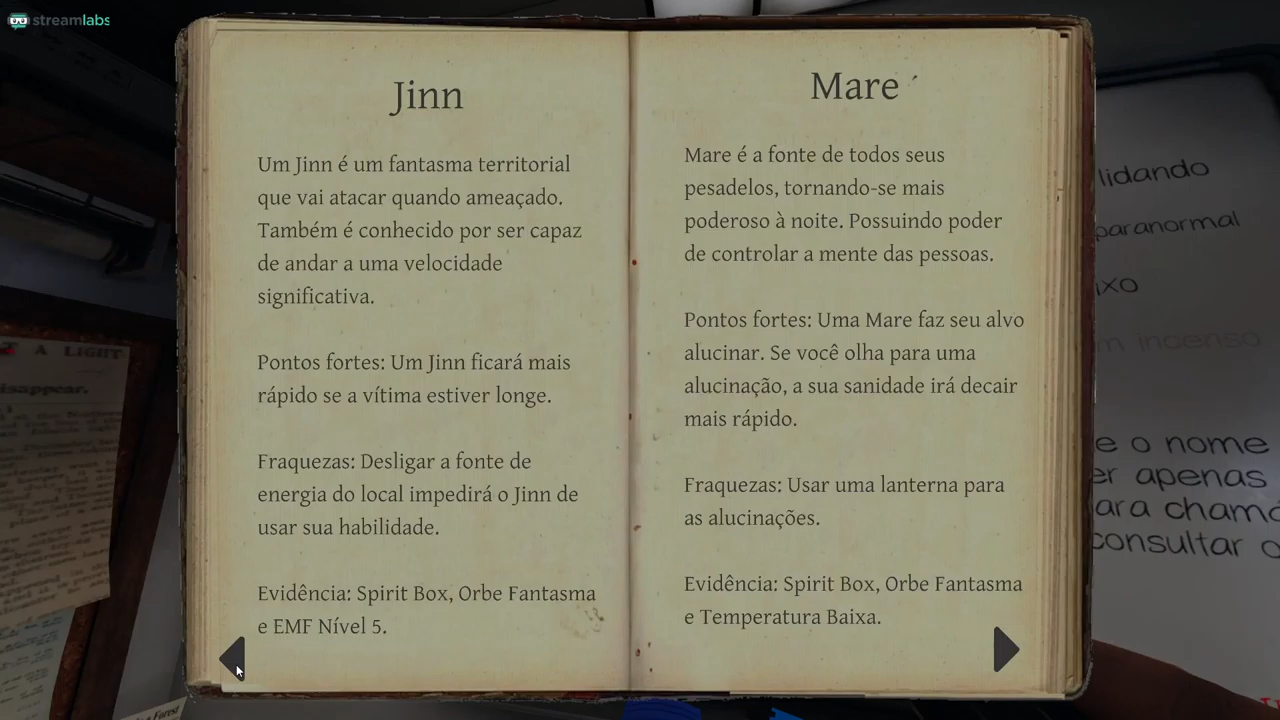 streamlabs
Jinn
Um Jinn é um fantasma territorial
que vai atacar quando ameaçado.
Também é conhecido por ser capaz
de andar a uma velocidade
significativa.
Pontos fortes: Um Jinn ficará mais
rápido se a vítima estiver longe.
Fraquezas: Desligar a fonte de
energia do local impedirá o Jinn de
usar sua habilidade.
Evidência: Spirit Box, Orbe Fantasma
e EMF Nível 5.
Mare
Mare é a fonte de todos seus
pesadelos, tornando-se mais
poderoso à noite. Possuindo poder
de controlar a mente das pessoas.
Pontos fortes: Uma Mare faz seu alvo
alucinar. Se você olha para uma
alucinação, a sua sanidade irá decair
mais rápido.
Fraquezas: Usar uma lanterna para
as alucinações.
Evidência: Spirit Box, Orbe Fantasma
e Temperatura Baixa.
lidando
paranormal
ixo
m incenso
e o nome
er apenas
ara chama
consultar o
A LIGHT
isappear.
Forest